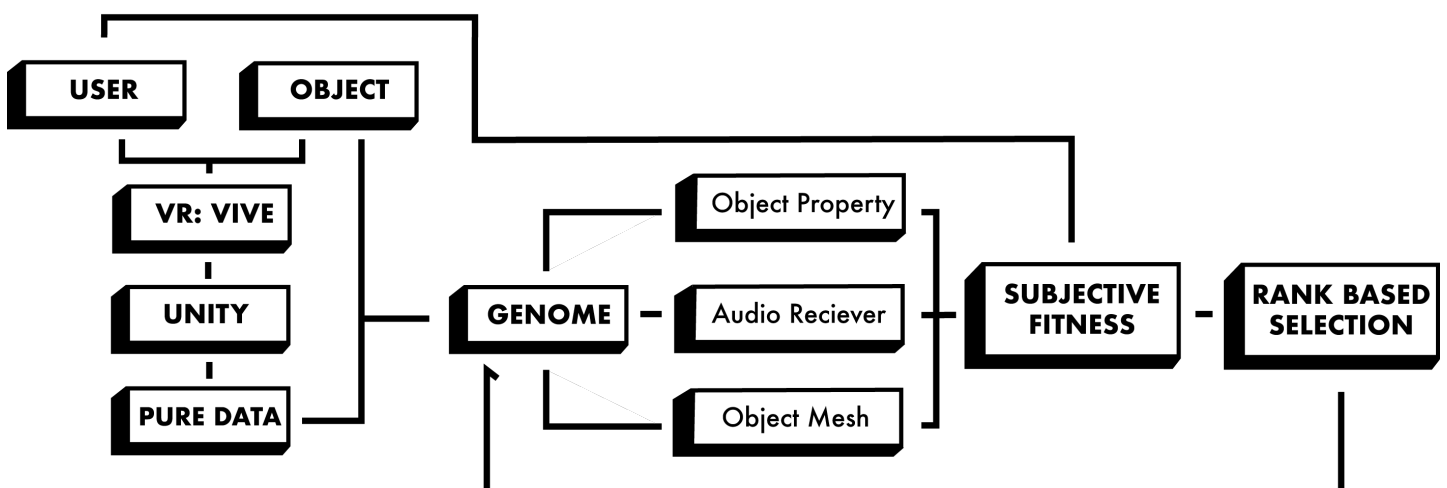 USER
OBJECT
VR: VIVE
UNITY
PURE DATA
GENOME
Object Property
Audio Reciever
Object Mesh
SUBJECTIVE
FITNESS
RANK BASED
SELECTION